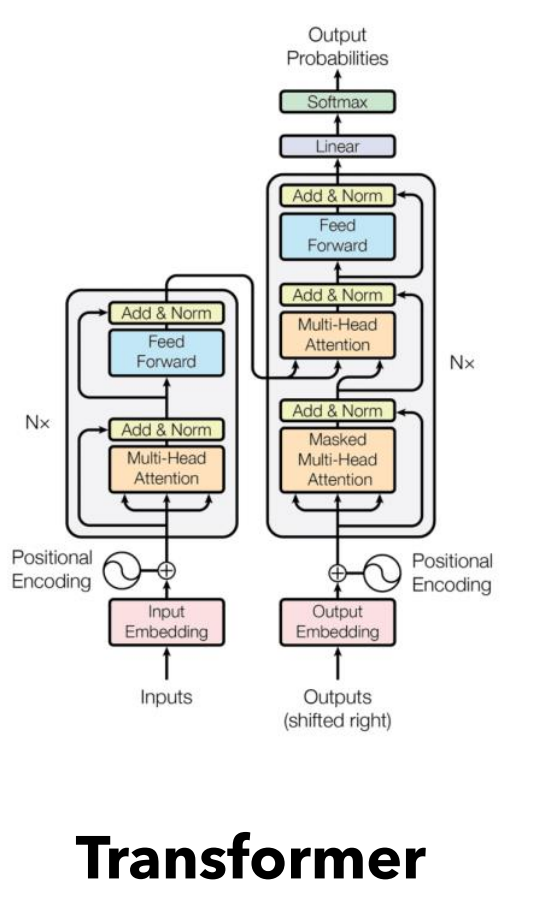 Output
Probabilities
Softmax
Linear
Add & Norm
Feed
Forward
Add & Norm
Multi-Head
Attention
Add & Norm
Masked
Multi-Head
Attention
Nx
Add & Norm
Feed
Forward
Add & Norm
Multi-Head
Attention
Nx
Positional
Encoding
Positional
Encoding
Input
Embedding
Output
Embedding
Inputs
Outputs
(shifted right)
Transformer